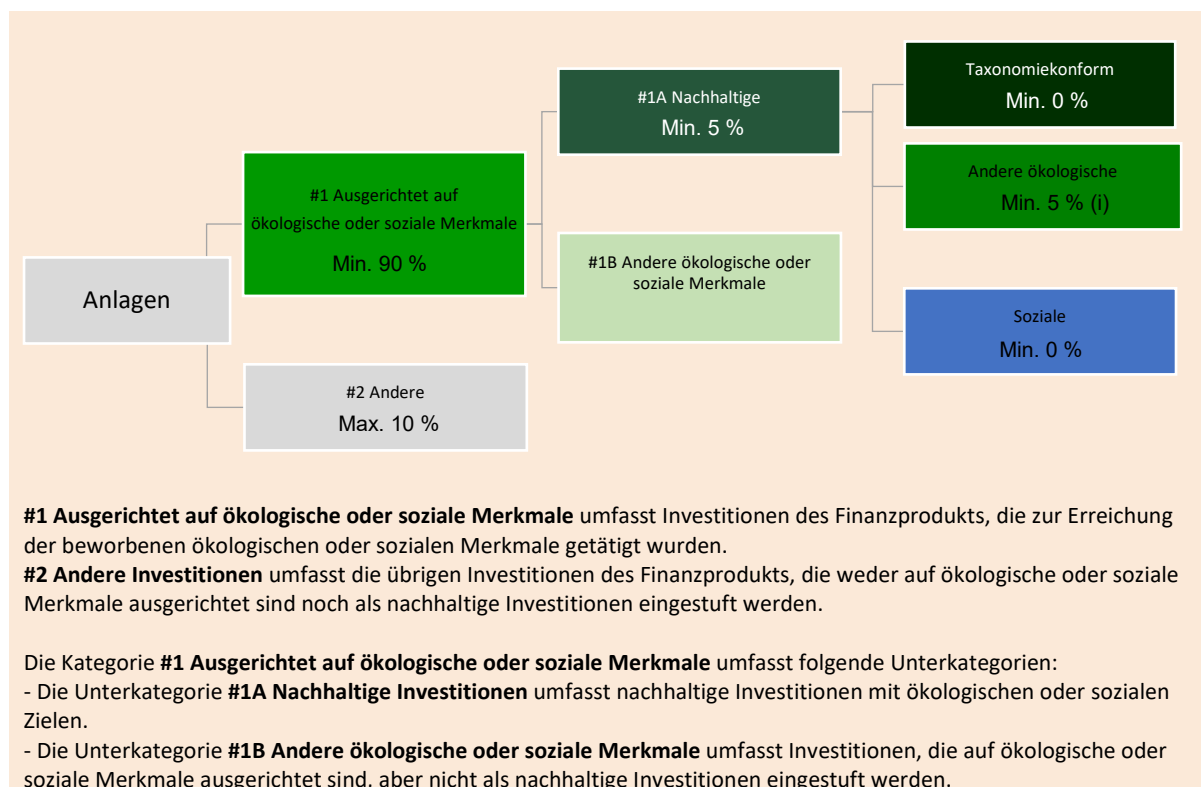 Taxonomiekonform
Min. 0 %
#1A Nachhaltige
Min. 5 %
Andere ökologische
Min. 5 % (i)
#1 Ausgerichtet auf
ökologische oder soziale Merkmale
Min. 90 %
#1B Andere ökologische oder
soziale Merkmale
Anlagen
Soziale
Min. 0 %
#2 Andere
Max. 10 %
#1 Ausgerichtet auf ökologische oder soziale Merkmale umfasst Investitionen des Finanzprodukts, die zur Erreichung
der beworbenen ökologischen oder sozialen Merkmale getätigt wurden.
#2 Andere Investitionen umfasst die übrigen Investitionen des Finanzprodukts, die weder auf ökologische oder soziale
Merkmale ausgerichtet sind noch als nachhaltige Investitionen eingestuft werden.
Die Kategorie #1 Ausgerichtet auf ökologische oder soziale Merkmale umfasst folgende Unterkategorien:
- Die Unterkategorie #1A Nachhaltige Investitionen umfasst nachhaltige Investitionen mit ökologischen oder sozialen
Zielen.
- Die Unterkategorie #1B Andere ökologische oder soziale Merkmale umfasst Investitionen, die auf ökologische oder
soziale Merkmale ausgerichtet sind, aber nicht als nachhaltige Investitionen eingestuft werden.